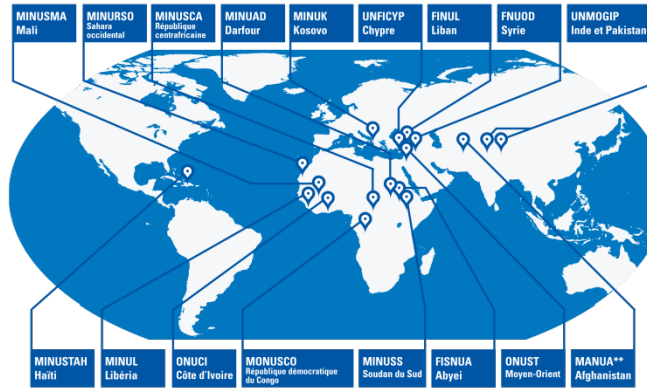 MINUSMA
Mali
MINURSO
Sahara
occidental
MINUSCA
République
centrafricaine
MINUAD
Darfour
MINUK
Kosovo
UNFICYP
Chypre
FINUL
Liban
FNUOD
Syrie
UNMOGIP
Inde et Pakistan
MINUSTAH
Haïti
MINUL
Libéria
ONUCI
Côte d'Ivoire
MONUSCO
République démocratique
du Congo
MINUSS
Soudan du Sud
FISNUA
Abyei
ONUST
Moyen-Orient
MANUA**
Afghanistan